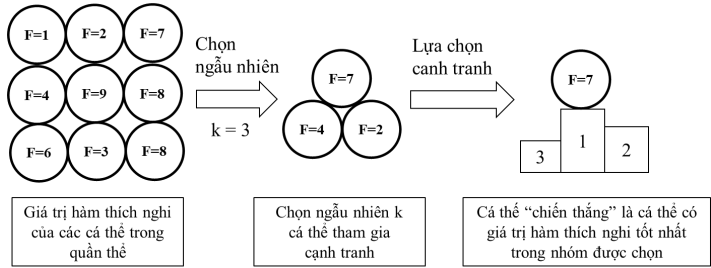 F=1 F=2 F=7
F=4 F=9 F=8
F=6 F=3 F=8
Chọn
ngẫu nhiên
k = 3
F=7
F=4 F=2
Lựa chọn
canh tranh
F=7
3 1 2
Giá trị hàm thích nghi
của các cá thể trong
quần thể
Chọn ngẫu nhiên k
cá thể tham gia
cạnh tranh
Cá thế “chiến thắng” là cá thể có
giá trị hàm thích nghi tốt nhất
trong nhóm được chọn